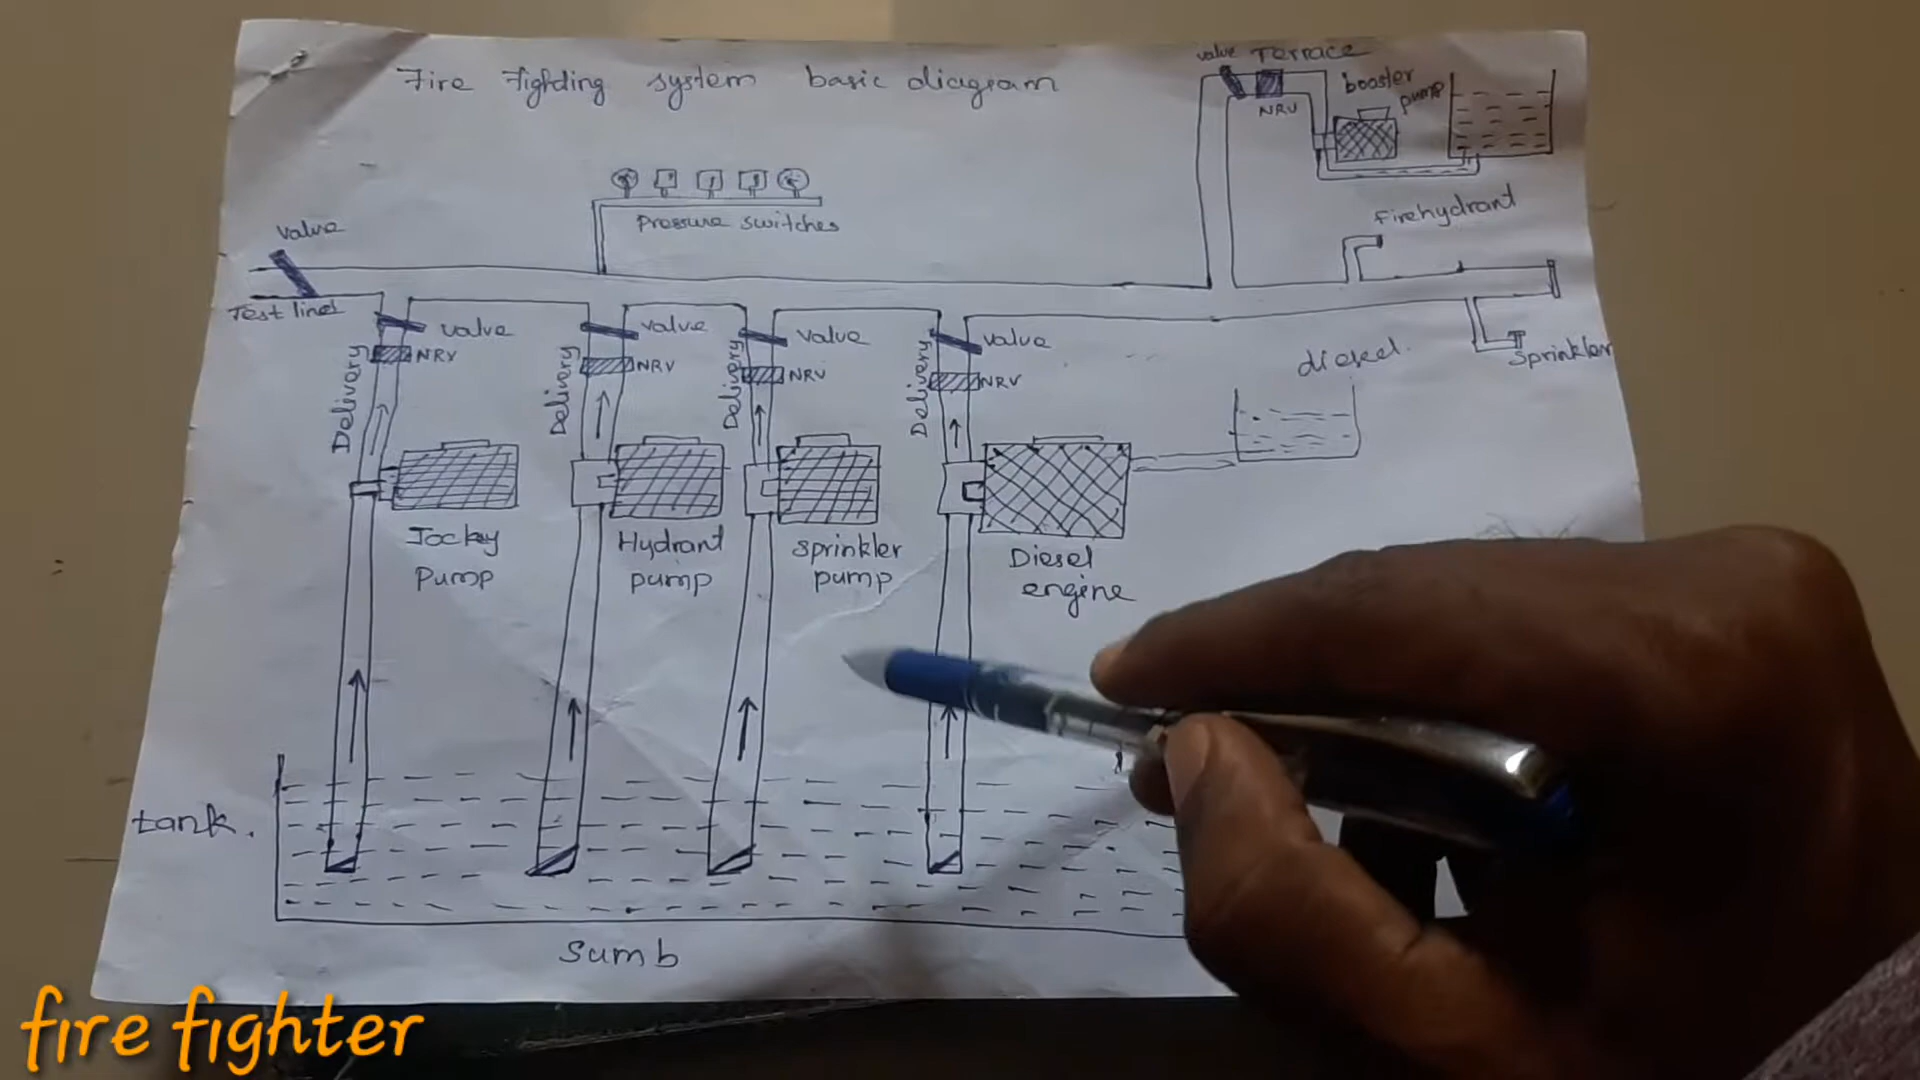 Fire Fighding system basic diagram
valve Terrace
booster
pump
NRV
Pressure switches
Firehydrant
valve
Test line
valve
valve
valve
valve
NRV
NRV
NRV
NRV
Delivery
Delivery
Delivery
Delivery
Sprinkler
diesel.
Jocky
Pump
Hydrant
pump
sprinkler
pump
Diesel
engine
tank.
Sumb
fire fighter